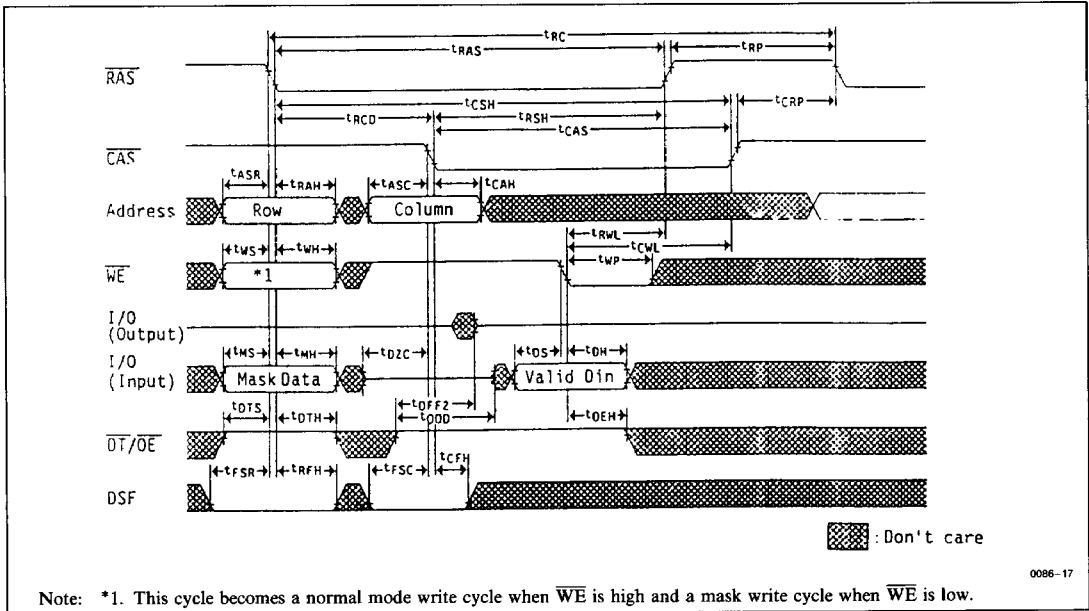 tRC
tRAS
tRP
RAS
tCSH
tCRP
tRCD
tRSH
tCAS
CAS
tASR
tRAH
tASC
tCAH
Address
Row
Column
tRWL
tCWL
tWS
tWH
tWP
WE
*1
I/O
(Output)
tMS
tMH
tDZC
tDS
tDH
I/O
(Input)
Mask Data
Valid Din
tOFF2
tDTS
tDTH
tODD
tOEH
DT/OE
tCFH
tFSR
tRFH
tFSC
DSF
: Don't care
0086–17
Note: *1. This cycle becomes a normal mode write cycle when WE is high and a mask write cycle when WE is low.